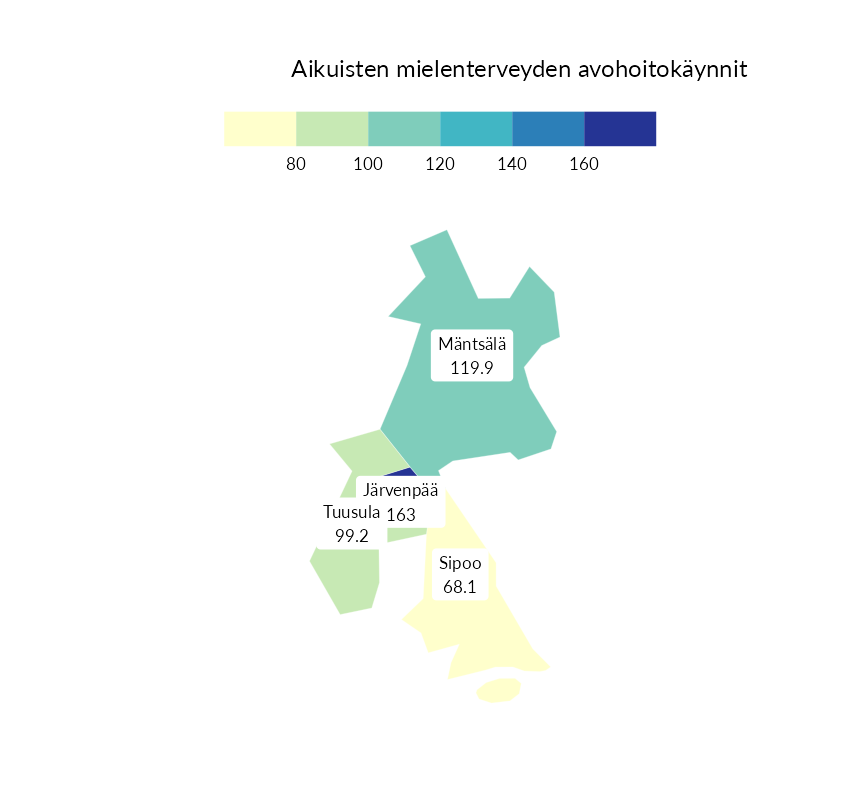 Aikuisten mielenterveyden avohoitokäynnit
80 100 120 140 160
Mäntsälä
119.9
Järvenpää
163
Tuusula
99.2
Sipoo
68.1